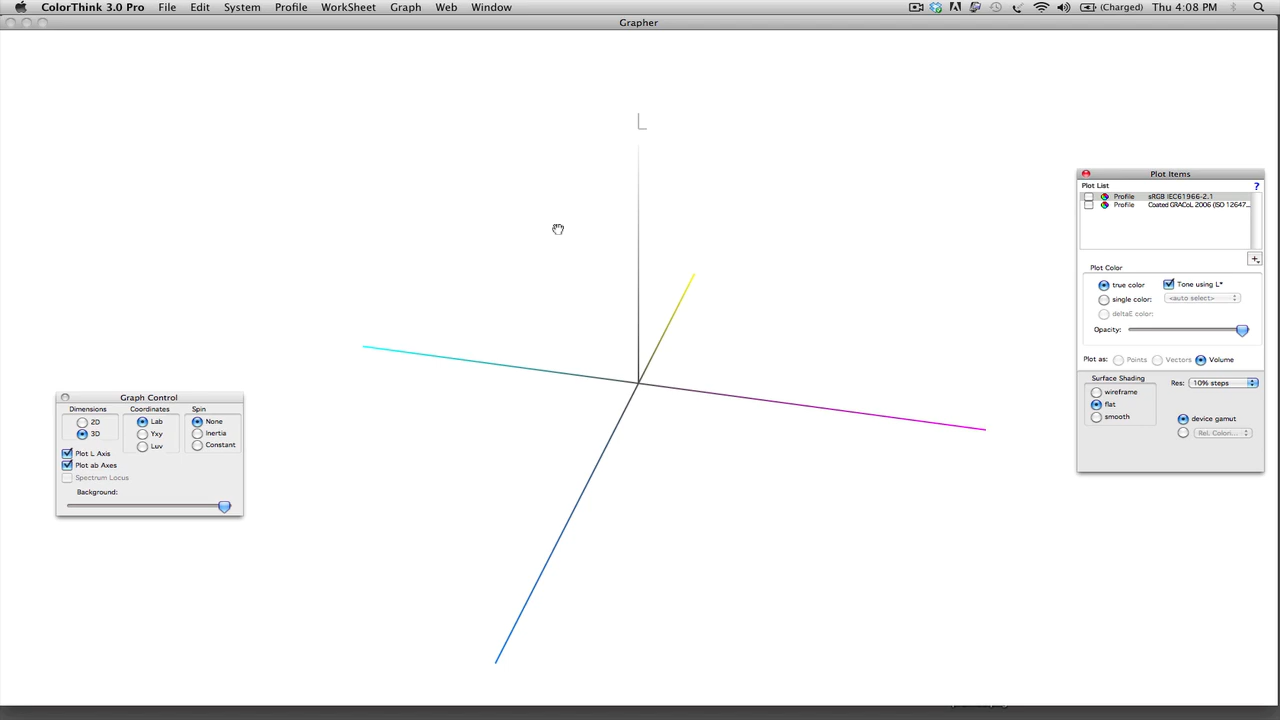 ColorThink 3.0 Pro File Edit System Profile WorkSheet Graph Web Window (Charged) Thu 4:08 PM
Grapher
L
Plot Items
Plot List ?
Profile sRGB IEC61966-2.1
Profile Coated GRACoL 2006 (ISO 12647...
Plot Color
true color Tone using L*
single color: <auto select>
deltaE color:
Opacity:
Plot as: Points Vectors Volume
Surface Shading Res: 10% steps
wireframe
flat
smooth
device gamut
Rel. Colori...
Graph Control
Dimensions Coordinates Spin
2D Lab None
3D Yxy Inertia
Luv Constant
Plot L Axis
Plot ab Axes
Spectrum Locus
Background: